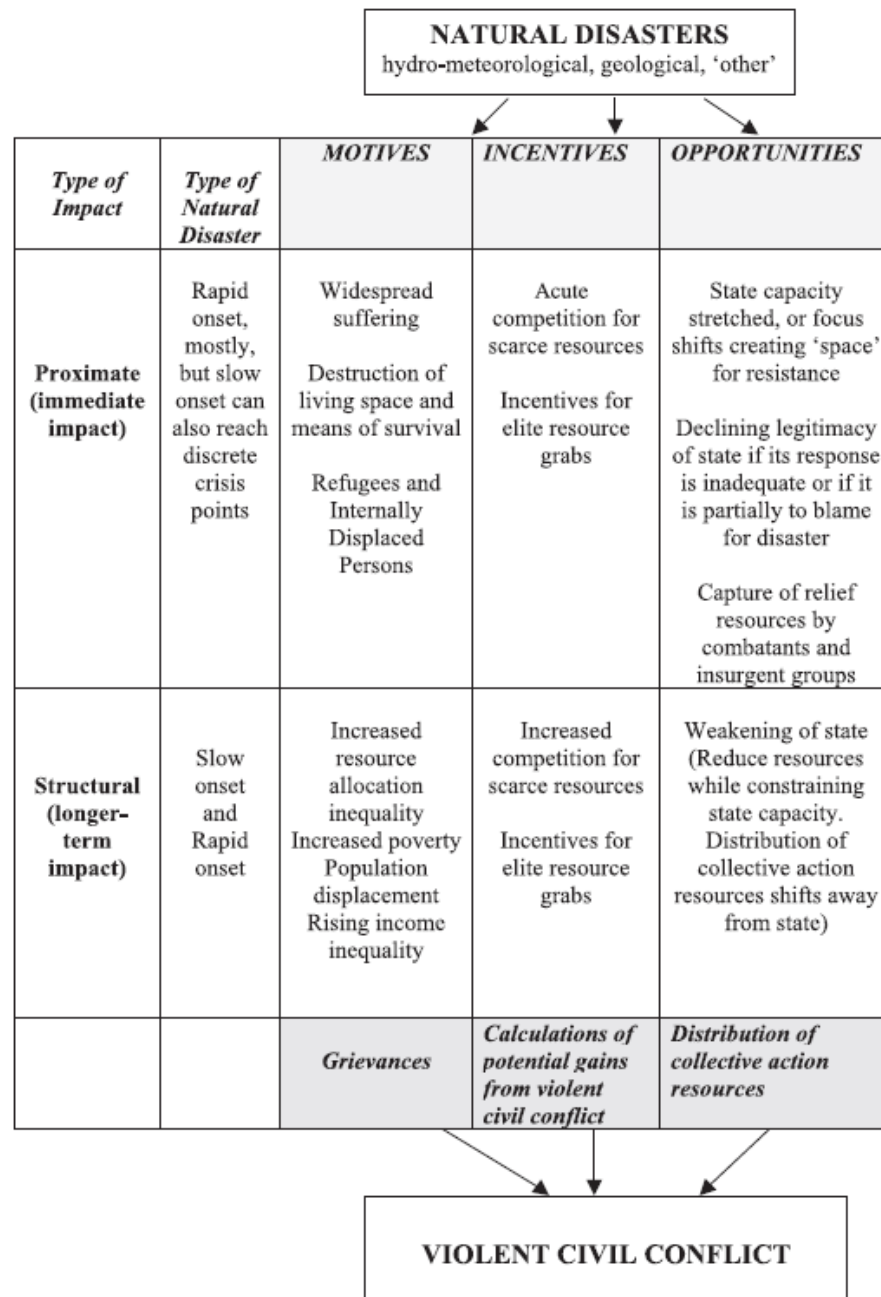 NATURAL DISASTERS
hydro-meteorological, geological, ‘other’
Type of
Impact
Type of
Natural
Disaster
MOTIVES
INCENTIVES
OPPORTUNITIES
Proximate
(immediate
impact)
Rapid
onset,
mostly,
but slow
onset can
also reach
discrete
crisis
points
Widespread
suffering
Destruction of
living space and
means of survival
Refugees and
Internally
Displaced
Persons
Acute
competition for
scarce resources
Incentives for
elite resource
grabs
State capacity
stretched, or focus
shifts creating ‘space’
for resistance
Declining legitimacy
of state if its response
is inadequate or if it
is partially to blame
for disaster
Capture of relief
resources by
combatants and
insurgent groups
Structural
(longer-
term
impact)
Slow
onset
and
Rapid
onset
Increased
resource
allocation
inequality
Increased poverty
Population
displacement
Rising income
inequality
Increased
competition for
scarce resources
Incentives for
elite resource
grabs
Weakening of state
(Reduce resources
while constraining
state capacity.
Distribution of
collective action
resources shifts away
from state)
Grievances
Calculations of
potential gains
from violent
civil conflict
Distribution of
collective action
resources
VIOLENT CIVIL CONFLICT